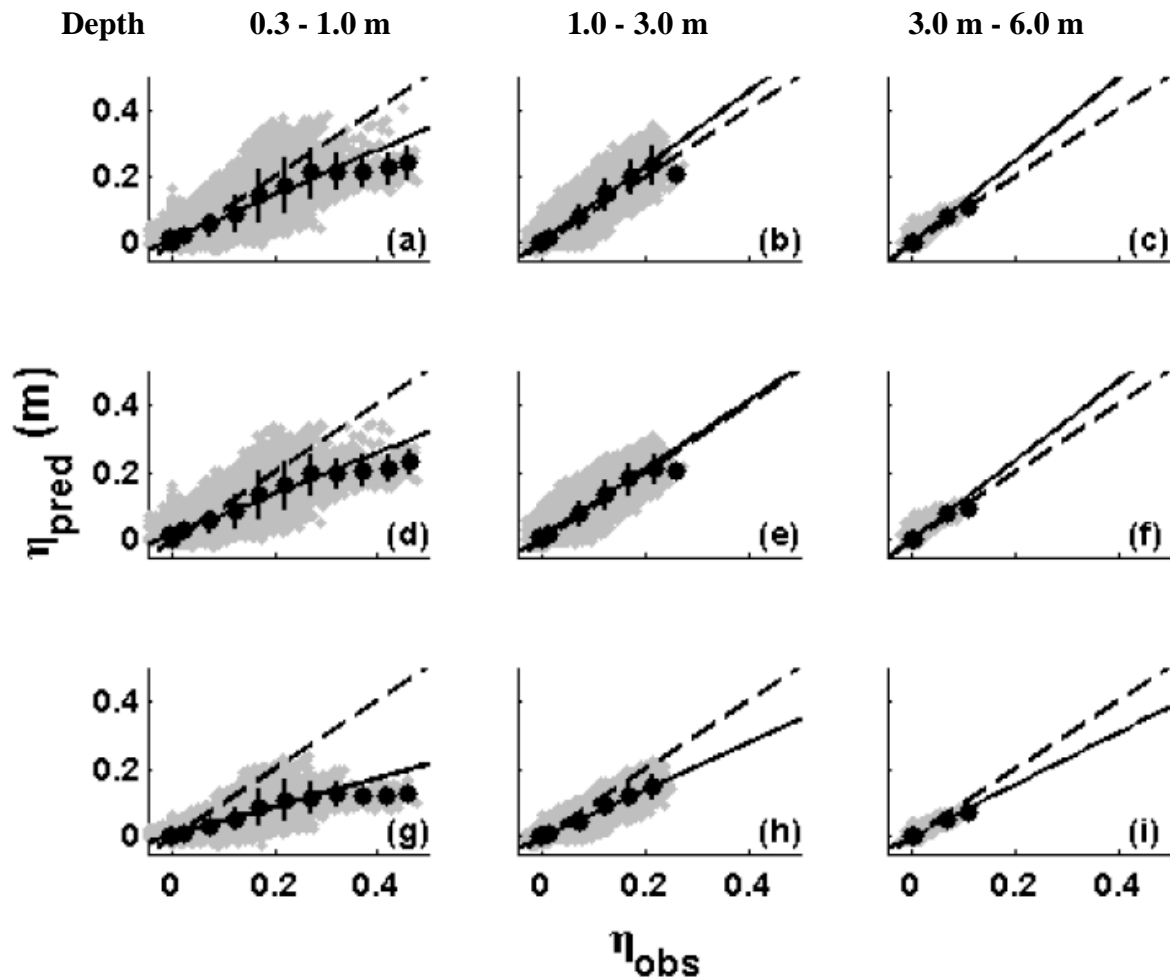 Depth 0.3 - 1.0 m 1.0 - 3.0 m 3.0 m - 6.0 m
0.4
0.2
0
(a) (b) (c)
η_pred (m)
0.4
0.2
0
(d) (e) (f)
0.4
0.2
0
(g) (h) (i)
0 0.2 0.4 0 0.2 0.4 0 0.2 0.4
η_obs